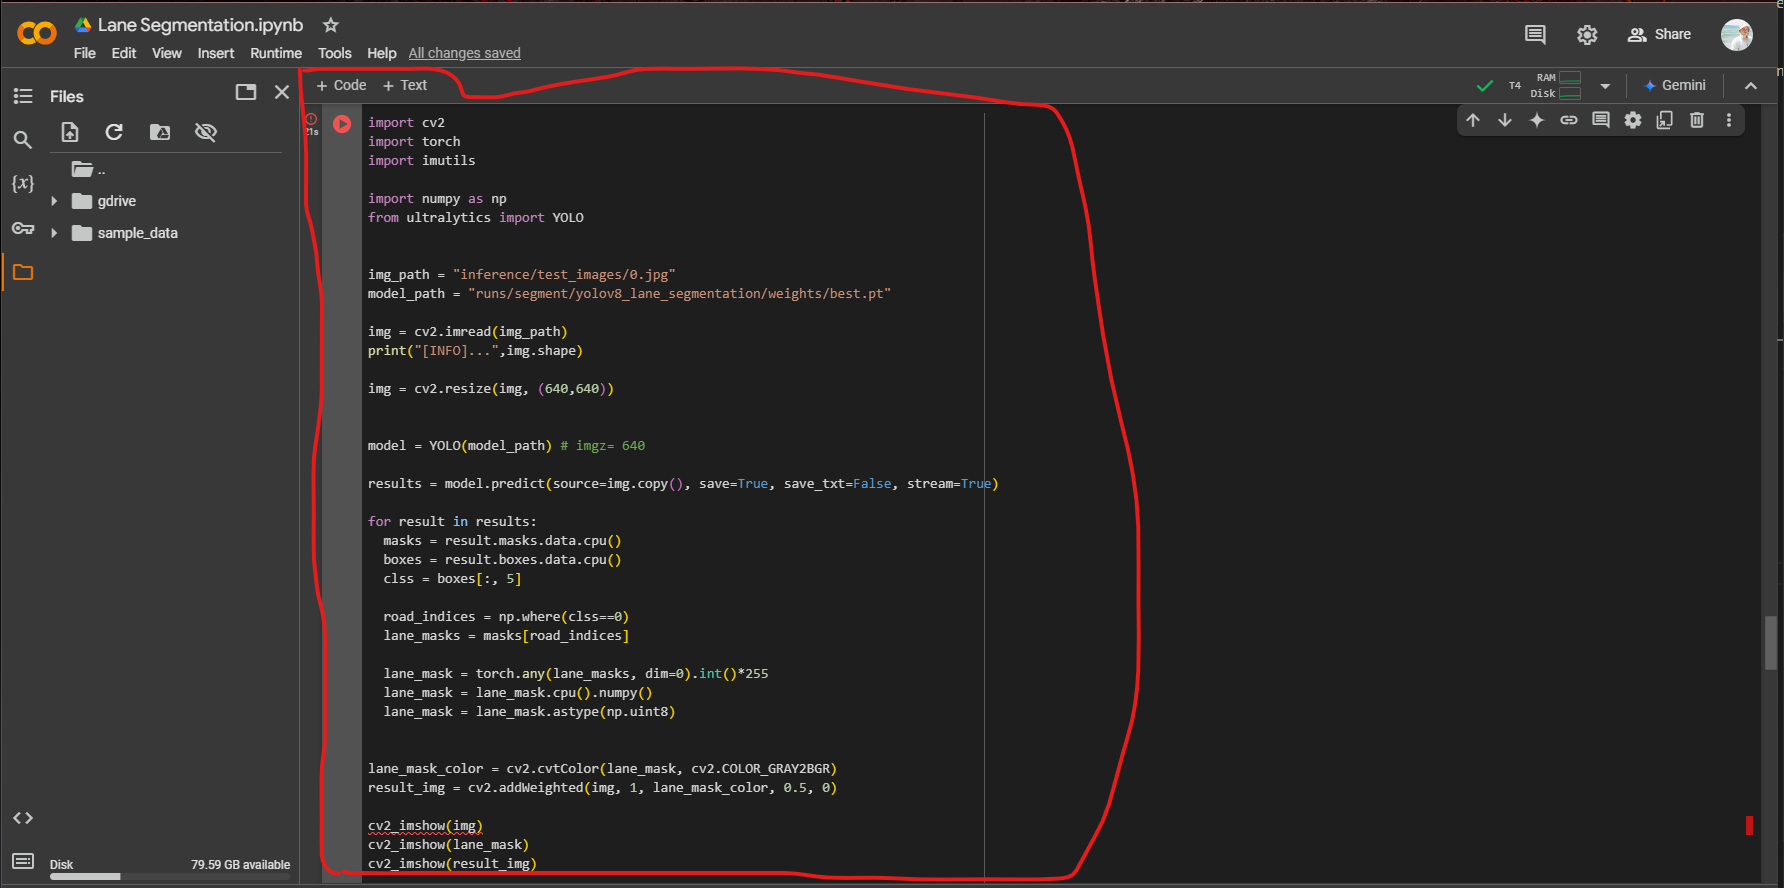 Lane Segmentation.ipynb
File Edit View Insert Runtime Tools Help All changes saved
Share
Files
+ Code + Text
T4 RAM Disk
Gemini
..
gdrive
sample_data
{x}
21s
import cv2
import torch
import imutils
import numpy as np
from ultralytics import YOLO
img_path = "inference/test_images/0.jpg"
model_path = "runs/segment/yolov8_lane_segmentation/weights/best.pt"
img = cv2.imread(img_path)
print("[INFO]...",img.shape)
img = cv2.resize(img, (640,640))
model = YOLO(model_path) # imgz= 640
results = model.predict(source=img.copy(), save=True, save_txt=False, stream=True)
for result in results:
  masks = result.masks.data.cpu()
  boxes = result.boxes.data.cpu()
  clss = boxes[:, 5]
  road_indices = np.where(clss==0)
  lane_masks = masks[road_indices]
  lane_mask = torch.any(lane_masks, dim=0).int()*255
  lane_mask = lane_mask.cpu().numpy()
  lane_mask = lane_mask.astype(np.uint8)
lane_mask_color = cv2.cvtColor(lane_mask, cv2.COLOR_GRAY2BGR)
result_img = cv2.addWeighted(img, 1, lane_mask_color, 0.5, 0)
cv2_imshow(img)
cv2_imshow(lane_mask)
cv2_imshow(result_img)
Disk 79.59 GB available